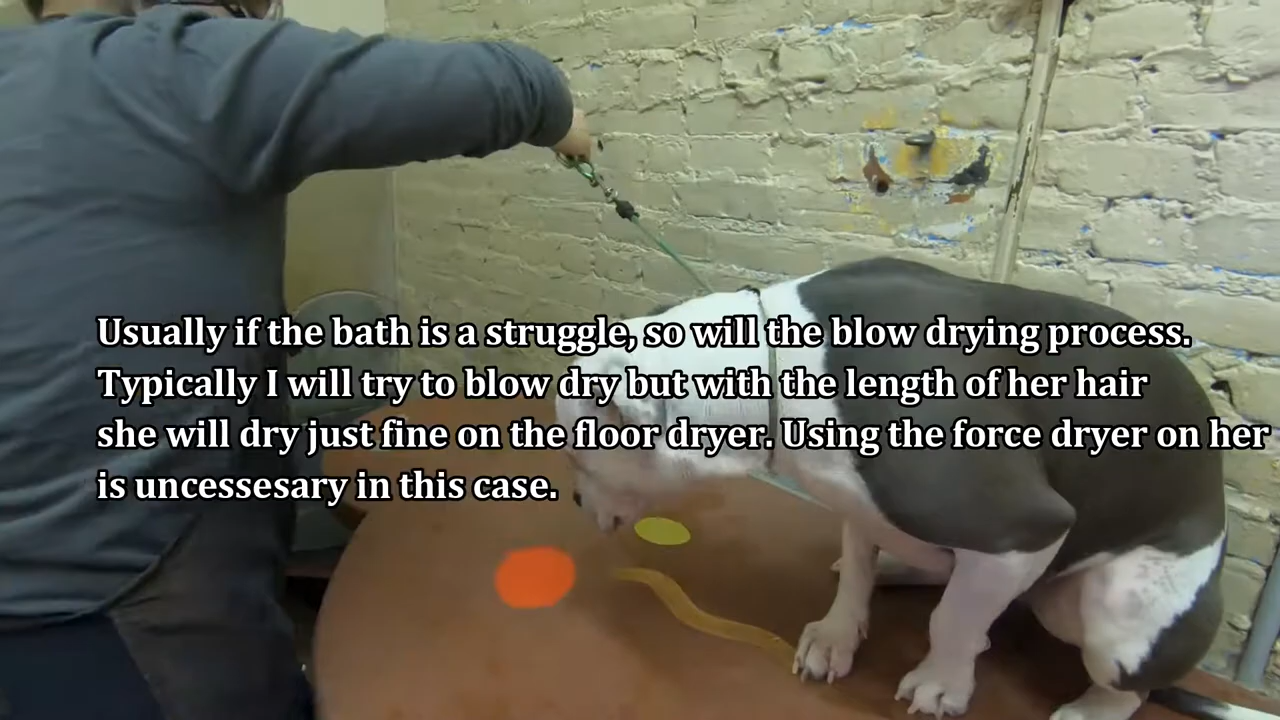 Usually if the bath is a struggle, so will the blow drying process.
Typically I will try to blow dry but with the length of her hair
she will dry just fine on the floor dryer. Using the force dryer on her
is uncessesary in this case.